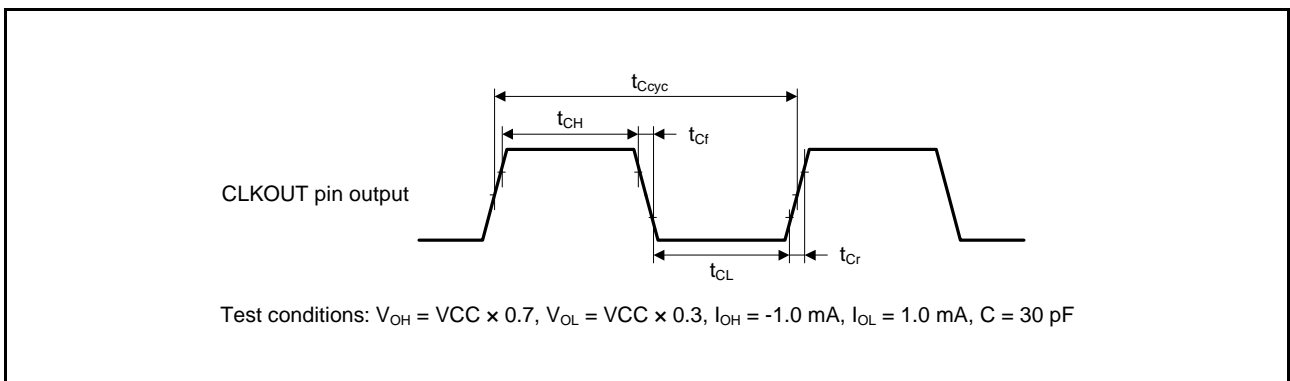 tCcyc
tCH
tCf
CLKOUT pin output
tCL
tCr
Test conditions: VOH = VCC × 0.7, VOL = VCC × 0.3, IOH = -1.0 mA, IOL = 1.0 mA, C = 30 pF